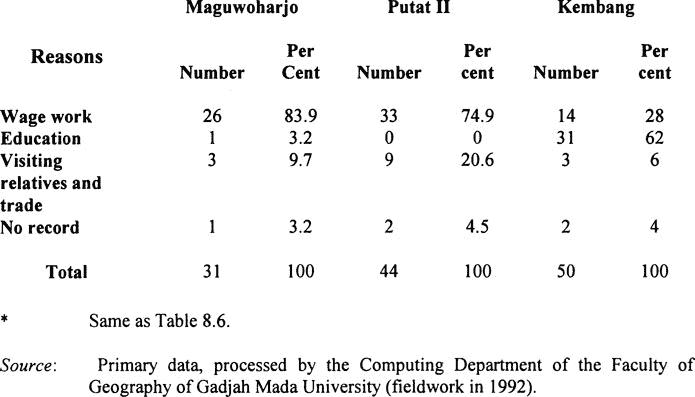 Maguwoharjo Putat II Kembang
Reasons Number Per Cent Number Per cent Number Per cent
Wage work 26 83.9 33 74.9 14 28
Education 1 3.2 0 0 31 62
Visiting 3 9.7 9 20.6 3 6
relatives and
trade
No record 1 3.2 2 4.5 2 4
Total 31 100 44 100 50 100
* Same as Table 8.6.
Source: Primary data, processed by the Computing Department of the Faculty of
Geography of Gadjah Mada University (fieldwork in 1992).